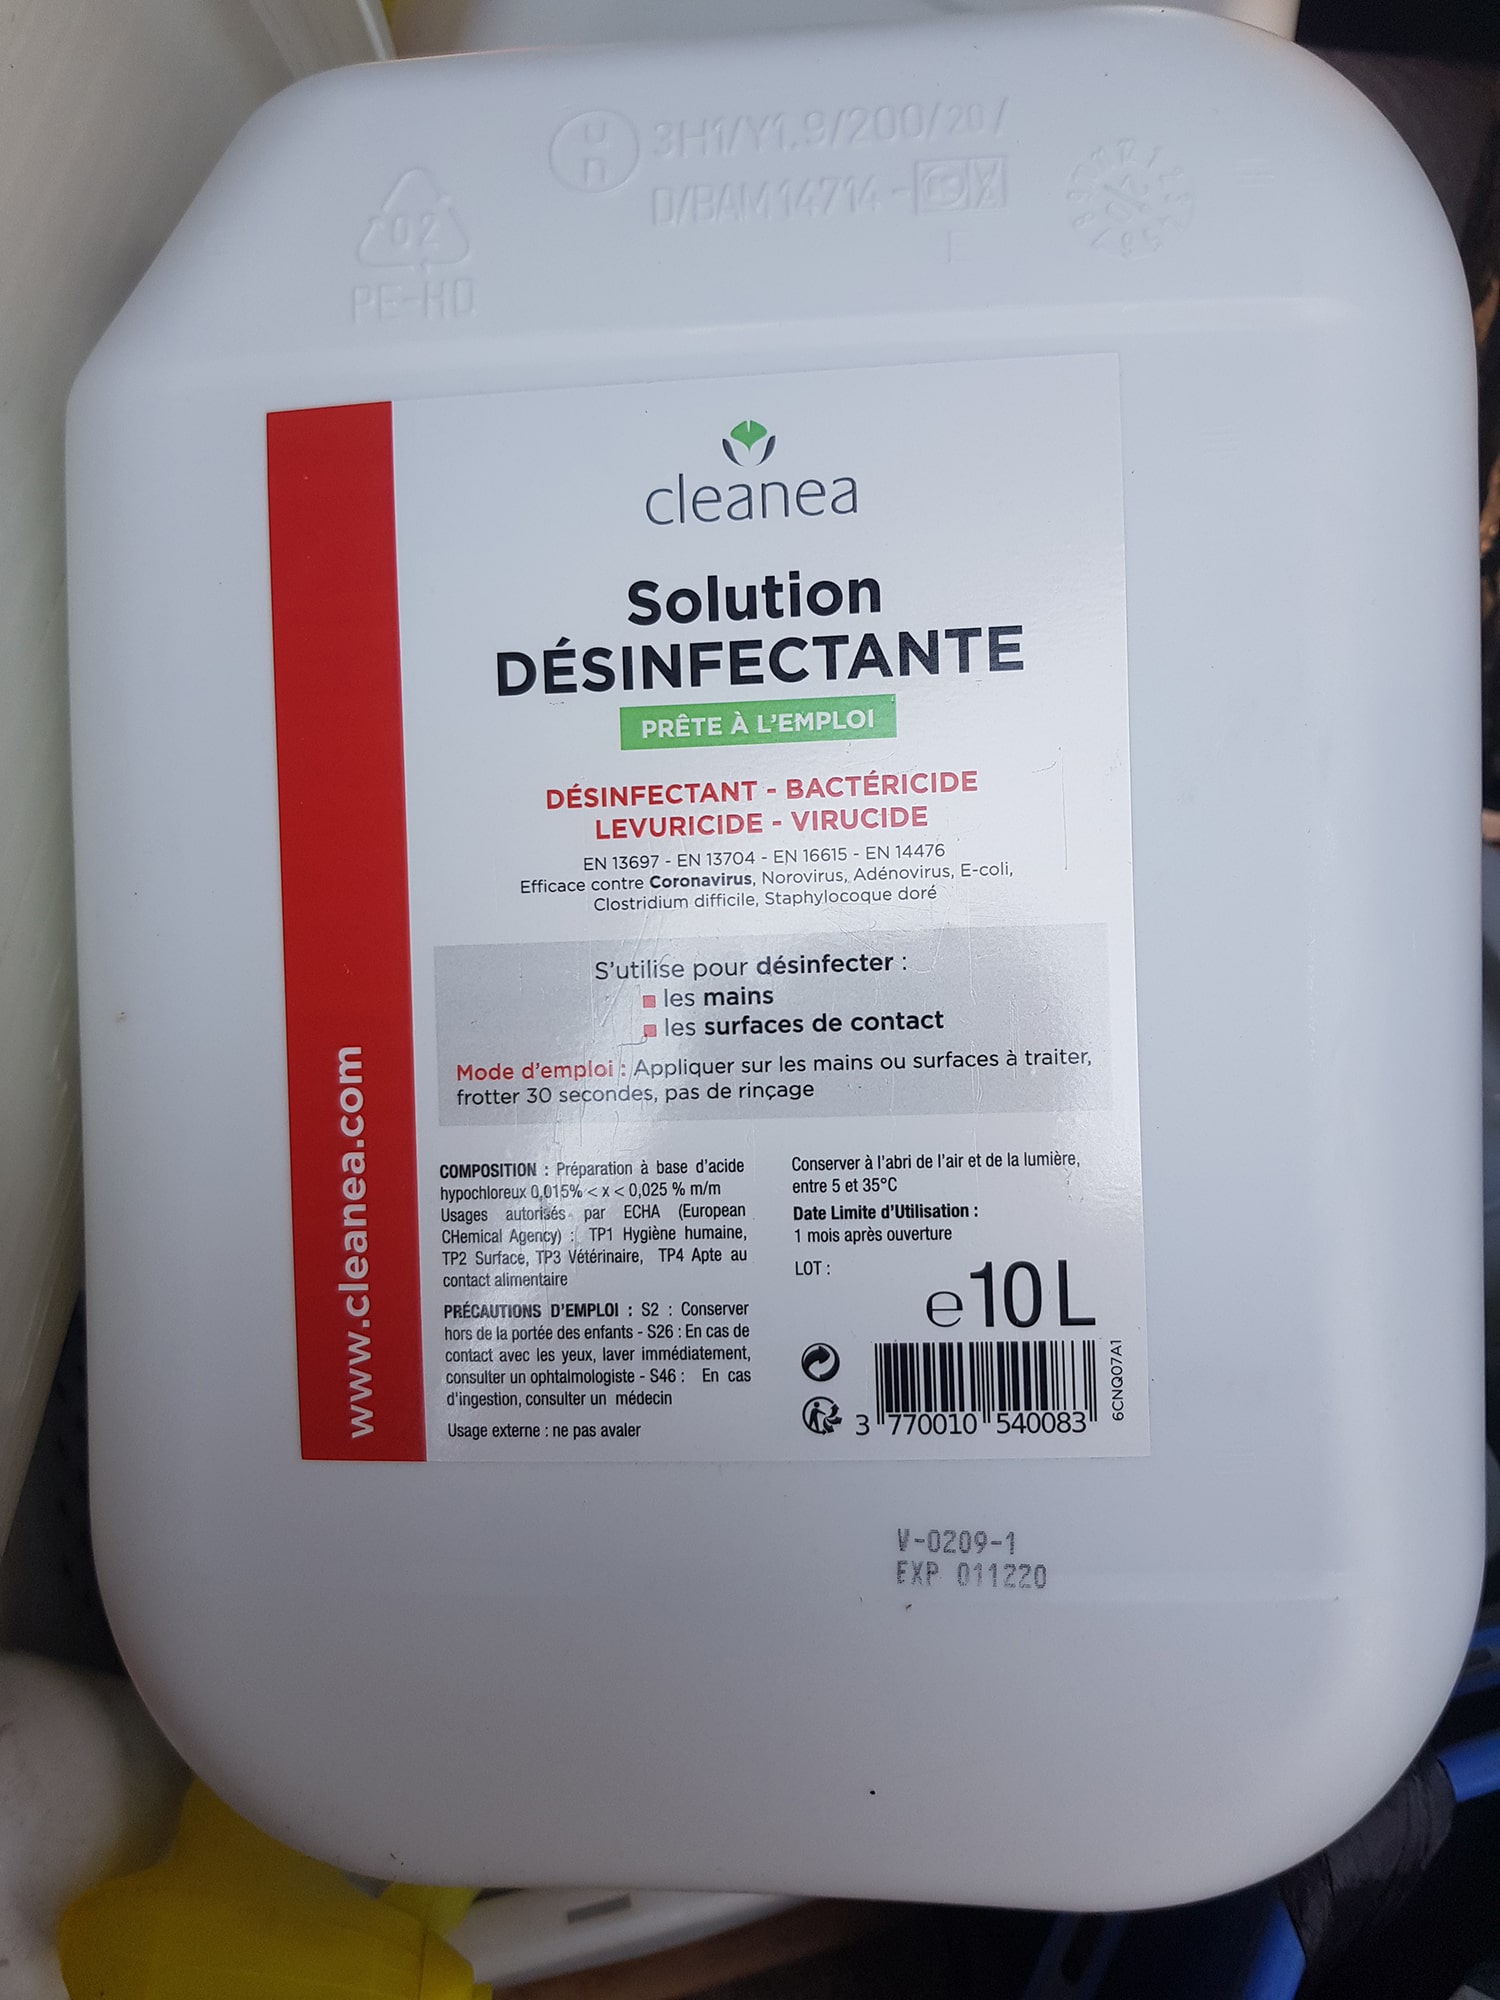 UN 3H1/Y1.9/200/20/
D/BAM 14714 -
E
02
PE-HD
cleanea
Solution
DÉSINFECTANTE
PRÊTE À L'EMPLOI
DÉSINFECTANT - BACTÉRICIDE
LEVURICIDE - VIRUCIDE
EN 13697 - EN 13704 - EN 16615 - EN 14476
Efficace contre Coronavirus, Norovirus, Adénovirus, E-coli,
Clostridium difficile, Staphylocoque doré
S'utilise pour désinfecter :
les mains
les surfaces de contact
Mode d'emploi : Appliquer sur les mains ou surfaces à traiter,
frotter 30 secondes, pas de rinçage
www.cleanea.com
COMPOSITION : Préparation à base d'acide
hypochloreux 0,015% < x < 0,025 % m/m
Usages autorisés par ECHA (European
CHemical Agency) : TP1 Hygiène humaine,
TP2 Surface, TP3 Vétérinaire, TP4 Apte au
contact alimentaire
PRÉCAUTIONS D'EMPLOI : S2 : Conserver
hors de la portée des enfants - S26 : En cas de
contact avec les yeux, laver immédiatement,
consulter un ophtalmologiste - S46 : En cas
d'ingestion, consulter un médecin
Usage externe : ne pas avaler
Conserver à l'abri de l'air et de la lumière,
entre 5 et 35°C
Date Limite d'Utilisation :
1 mois après ouverture
LOT :
℮10 L
3 770010 540083
6CNQ07A1
V-0209-1
EXP 011220